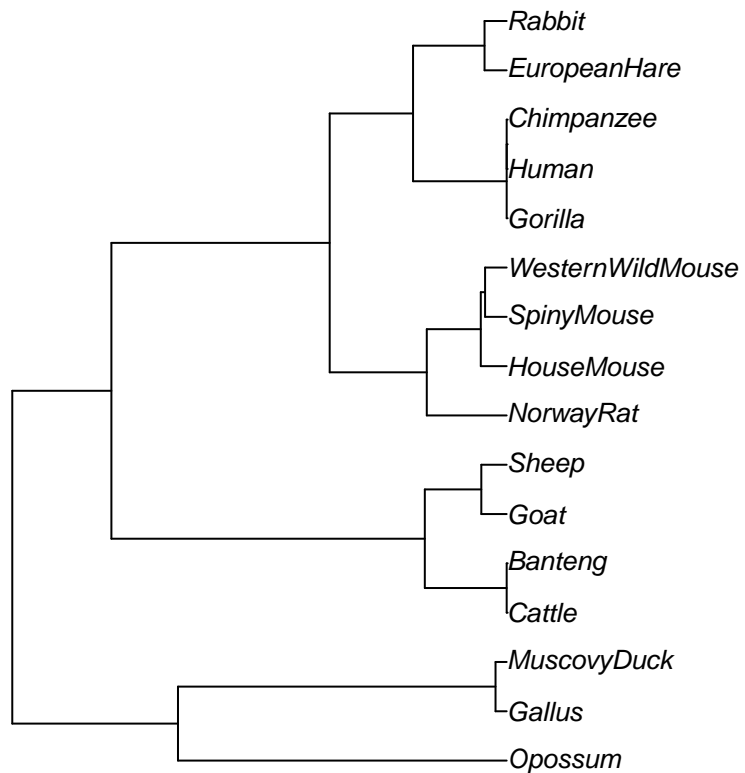 Rabbit
EuropeanHare
Chimpanzee
Human
Gorilla
WesternWildMouse
SpinyMouse
HouseMouse
NorwayRat
Sheep
Goat
Banteng
Cattle
MuscovyDuck
Gallus
Opossum